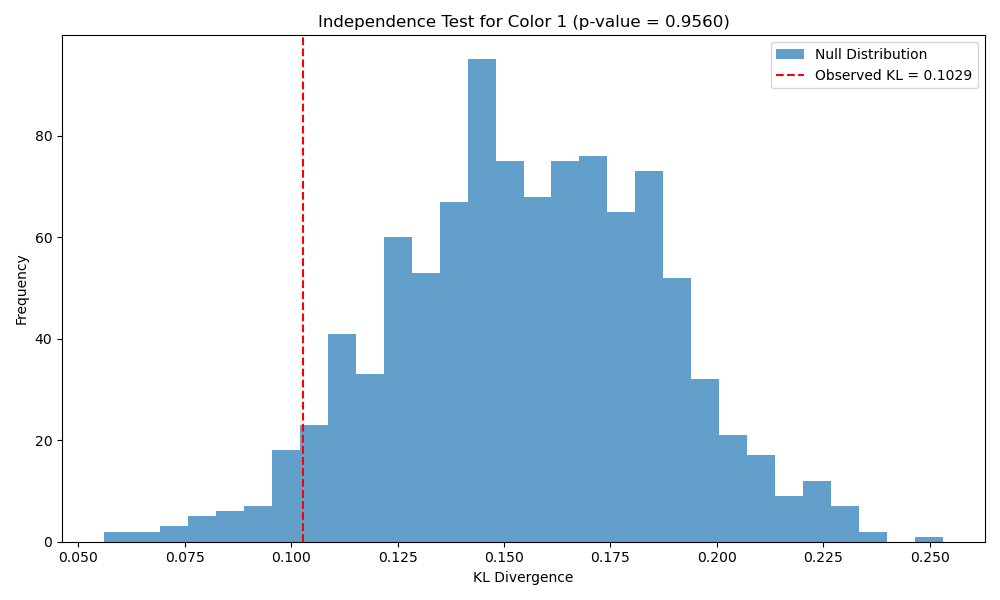 Independence Test for Color 1 (p-value = 0.9560)
Null Distribution
Observed KL = 0.1029
Frequency
80
60
40
20
0
0.050 0.075 0.100 0.125 0.150 0.175 0.200 0.225 0.250
KL Divergence